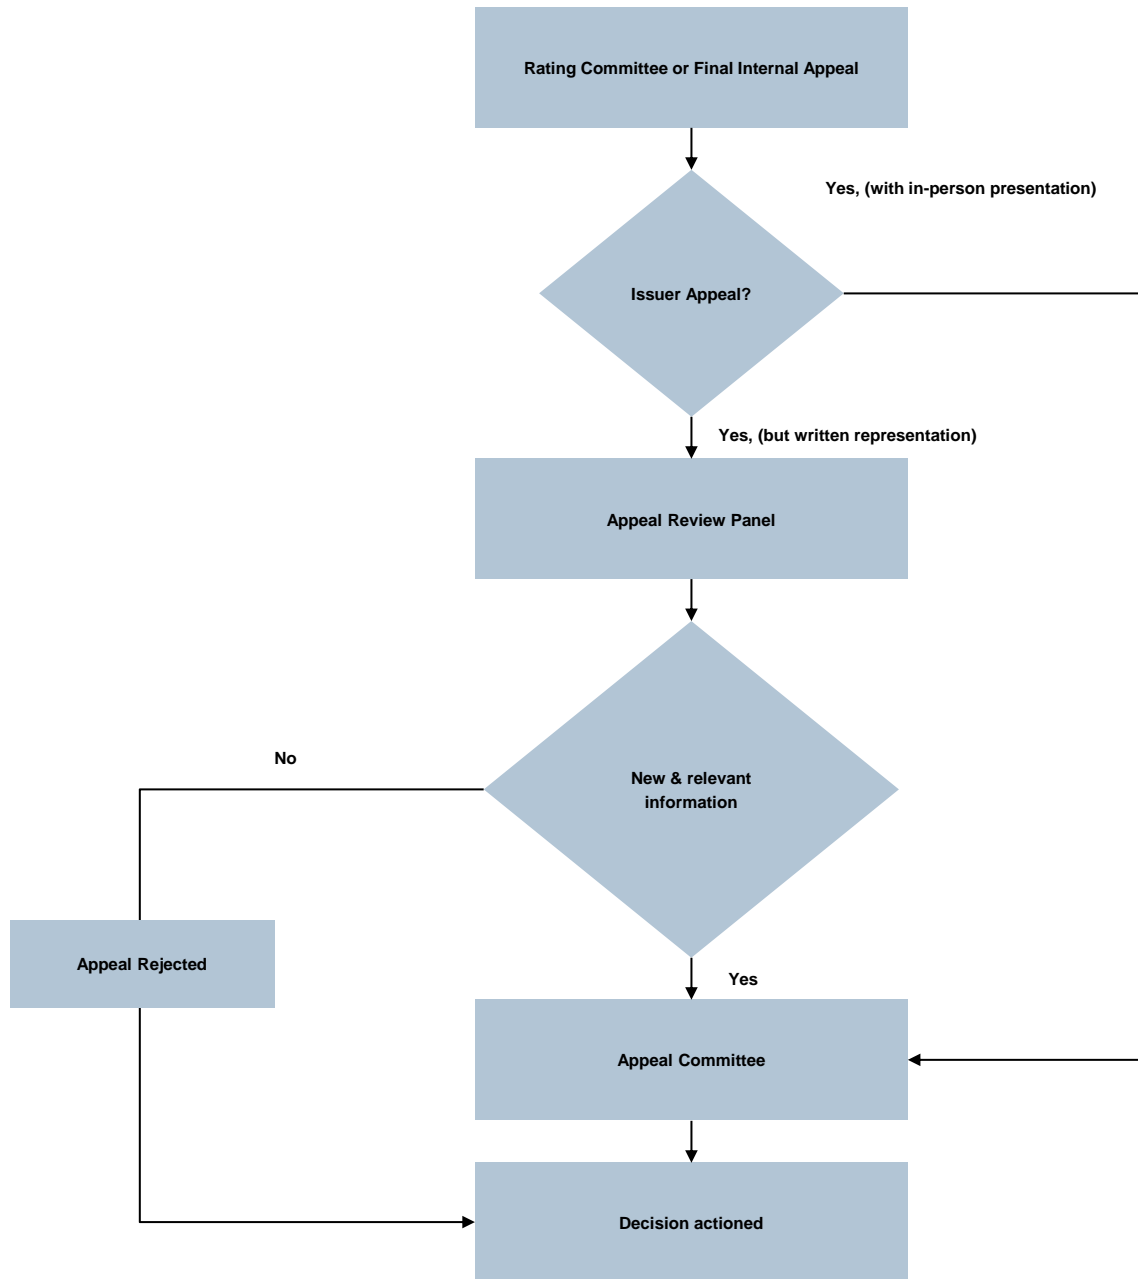 Rating Committee or Final Internal Appeal
Yes, (with in-person presentation)
Issuer Appeal?
Yes, (but written representation)
Appeal Review Panel
No
New & relevant
information
Appeal Rejected
Yes
Appeal Committee
Decision actioned